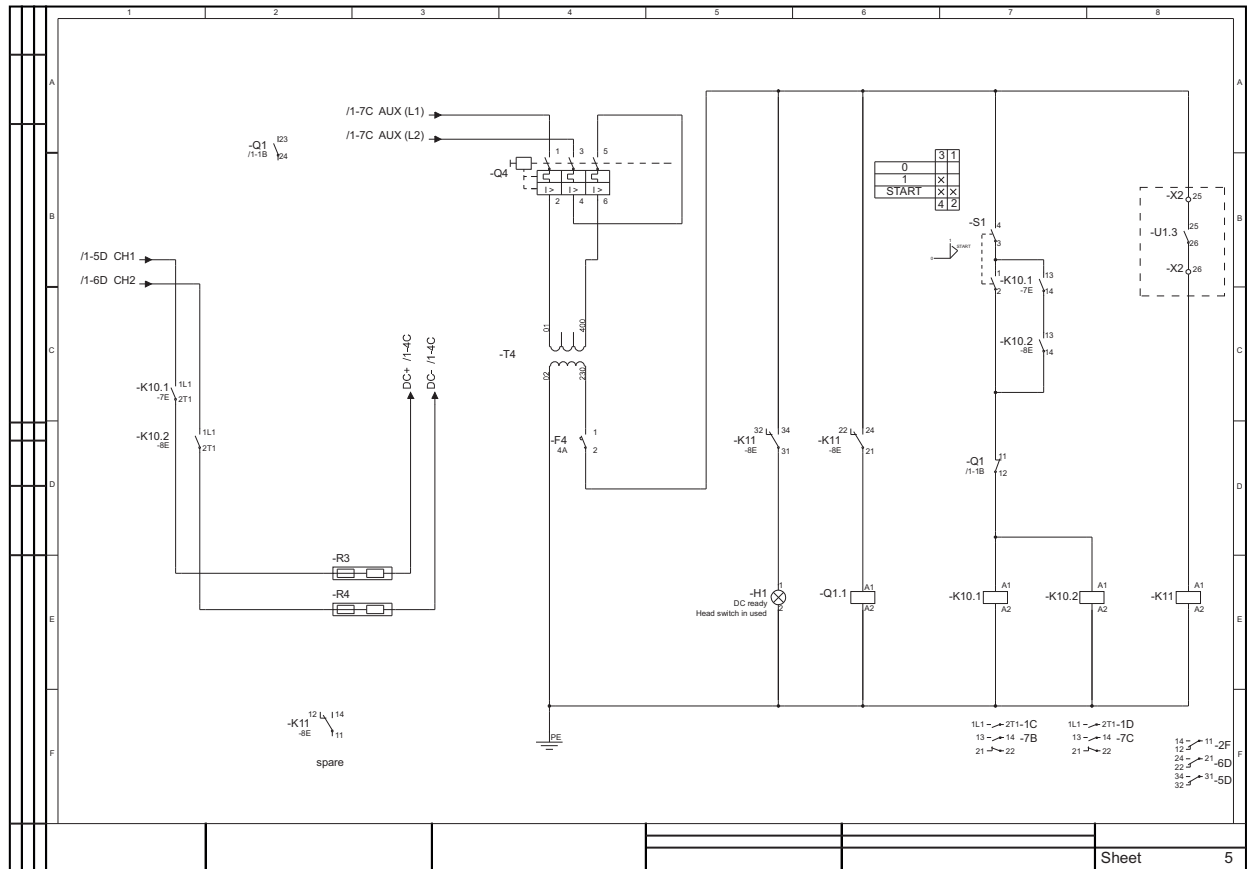 1 2 3 4 5 6 7 8
A A
/1-7C AUX (L1)
/1-7C AUX (L2)
-Q1 23
/1-1B 24
1 3 5
-Q4
I> I> I>
2 4 6
3 1
0
1 X
START X X
4 2
B B
-X2 25
-U1.3 25
26
-X2 26
-S1 4
3
1
START
0
/1-5D CH1
/1-6D CH2
1
2
-K10.1 13
-7E 14
-K10.2 13
-8E 14
C C
01 400
-T4
02 230
DC+ /1-4C
DC- /1-4C
-K10.1 1L1
-7E 2T1
-K10.2 1L1
-8E 2T1
-F4 1
4A 2
32 34
-K11 31
-8E
22 24
-K11 21
-8E
-Q1 11
/1-1B 12
D D
-R3
-R4
-H1 1
DC ready 2
Head switch in used
-Q1.1 A1
A2
-K10.1 A1
A2
-K10.2 A1
A2
-K11 A1
A2
E E
12 14
-K11 11
-8E
spare
PE
1L1 2T1 -1C
13 14 -7B
21 22
1L1 2T1 -1D
13 14 -7C
21 22
14 11 -2F
12
24 21 -6D
22
34 31 -5D
32
F F
Sheet 5